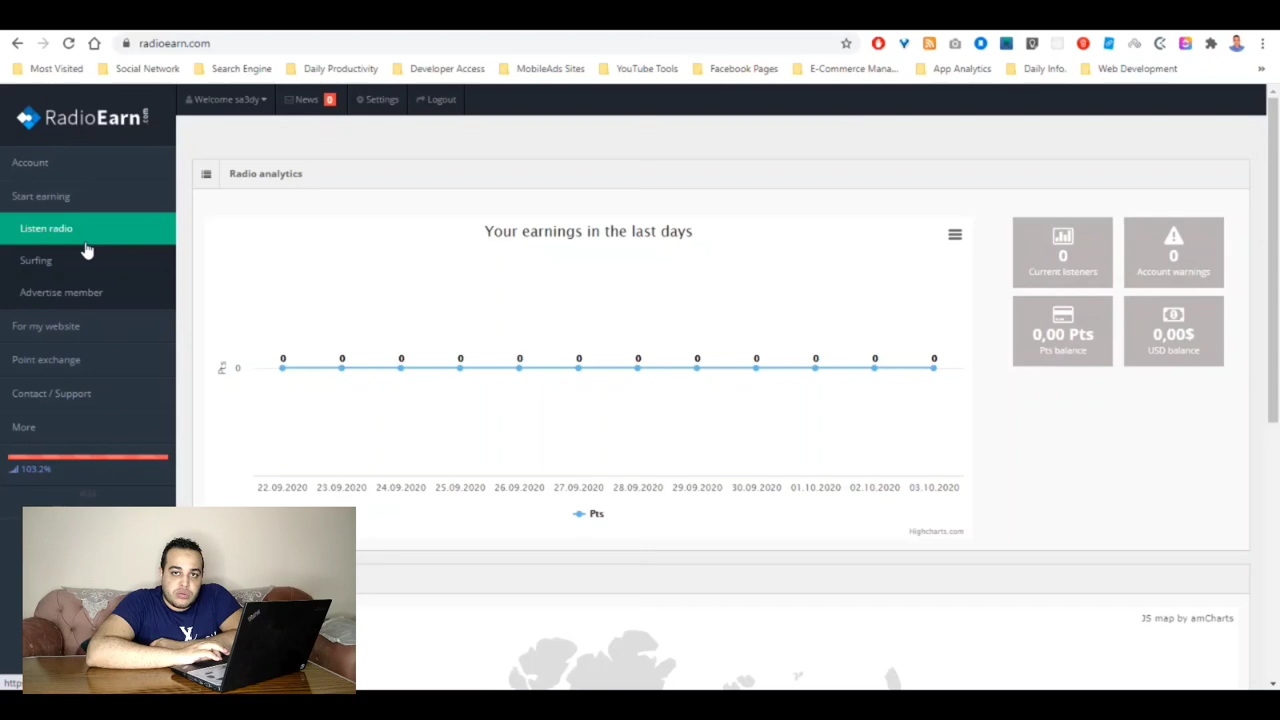 radioearn.com
Most Visited
Social Network
Search Engine
Daily Productivity
Developer Access
MobileAds Sites
YouTube Tools
Facebook Pages
E-Commerce Mana...
App Analytics
Daily Info.
Web Development
RadioEarn.com
Welcome sa3dy
News 0
Settings
Logout
Account
Start earning
Listen radio
Surfing
Advertise member
For my website
Point exchange
Contact / Support
More
103.2%
Radio analytics
Your earnings in the last days
0
Current listeners
0
Account warnings
0,00 Pts
Pts balance
0,00$
USD balance
0 0 0 0 0 0 0 0 0 0 0 0
Pts
0
22.09.2020 23.09.2020 24.09.2020 25.09.2020 26.09.2020 27.09.2020 28.09.2020 29.09.2020 30.09.2020 01.10.2020 02.10.2020 03.10.2020
Pts
Highcharts.com
JS map by amCharts